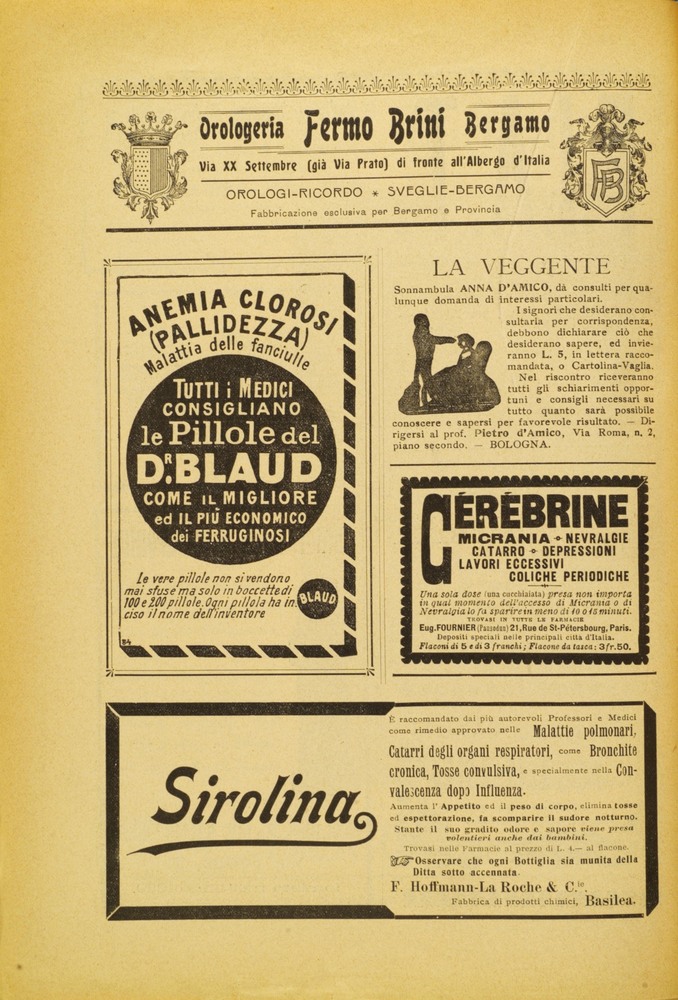 Orologeria Fermo Brini Bergamo
Via XX Settembre (già Via Prato) di fronte all'Albergo d'Italia
OROLOGI-RICORDO * SVEGLIE-BERGAMO
Fabbricazione esclusiva per Bergamo e Provincia
FB
ANEMIA CLOROSI
(PALLIDEZZA)
Malattia delle fanciulle
TUTTI i MEDICI
CONSIGLIANO
le Pillole del
DR. BLAUD
COME IL MIGLIORE
ed IL PIÙ ECONOMICO
dei FERRUGINOSI
Le vere pillole non si vendono
mai sfuse ma solo in boccette di
100 e 200 pillole. Ogni pillola ha in.
ciso il nome dell'inventore
BLAUD
84
LA VEGGENTE
Sonnambula ANNA D'AMICO, dà consulti per qua-
lunque domanda di interessi particolari.
I signori che desiderano con-
sultarla per corrispondenza,
debbono dichiarare ciò che
desiderano sapere, ed invie-
ranno L. 5, in lettera racco-
mandata, o Cartolina-Vaglia.
Nel riscontro riceveranno
tutti gli schiarimenti oppor-
tuni e consigli necessari su
tutto quanto sarà possibile
conoscere e sapersi per favorevole risultato. — Di-
rigersi al prof. Pietro d'Amico, Via Roma, n. 2,
piano secondo. — BOLOGNA.
CÉRÉBRINE
MICRANIA - NEVRALGIE
CATARRO - DEPRESSIONI
LAVORI ECCESSIVI
COLICHE PERIODICHE
Una sola dose (una cucchiaiata) presa non importa
in qual momento dell'accesso di Micrania o di
Nevralgia lo fa sparire in meno di 10 o 15 minuti.
TROVASI IN TUTTE LE FARMACIE
Eug. FOURNIER (Pausodun) 21, Rue de St-Pétersbourg, Paris.
Depositi speciali nelle principali città d'Italia.
Flaconi di 5 e di 3 franchi; Flacone da tasca: 3 fr. 50.
Sirolina
È raccomandato dai più autorevoli Professori e Medici
come rimedio approvato nelle Malattie polmonari,
Catarri degli organi respiratori, come Bronchite
cronica, Tosse convulsiva, e specialmente nella Con-
valescenza dopo Influenza.
Aumenta l'Appetito ed il peso di corpo, elimina tosse
ed espettorazione, fa scomparire il sudore notturno.
Stante il suo gradito odore e sapore viene presa
volentieri anche dai bambini.
Trovasi nelle Farmacie al prezzo di L. 4.— al flacone.
Osservare che ogni Bottiglia sia munita della
Ditta sotto accennata
F. Hoffmann-La Roche & C.ie.
Fabbrica di prodotti chimici, Basilea.